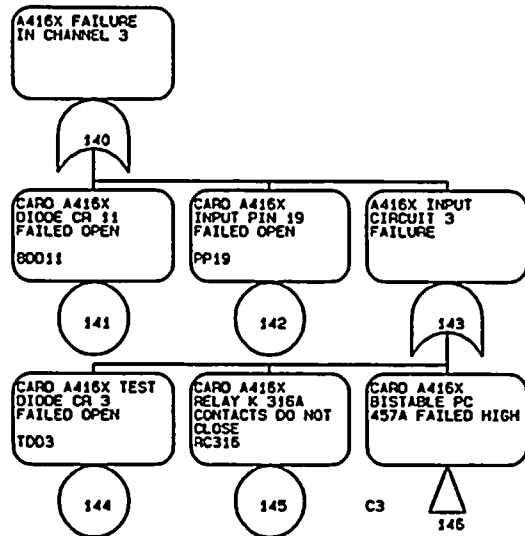 A416X FAILURE
IN CHANNEL 3
140
CARD A416X
DIODE CR 11
FAILED OPEN
BDD11
CARD A416X
INPUT PIN 19
FAILED OPEN
PP19
A416X INPUT
CIRCUIT 3
FAILURE
141
142
143
CARD A416X TEST
DIODE CR 3
FAILED OPEN
TD03
CARD A416X
RELAY K 316A
CONTACTS DO NOT
CLOSE
RC316
CARD A416X
BISTABLE PC
457A FAILED HIGH
144
145
C3
146